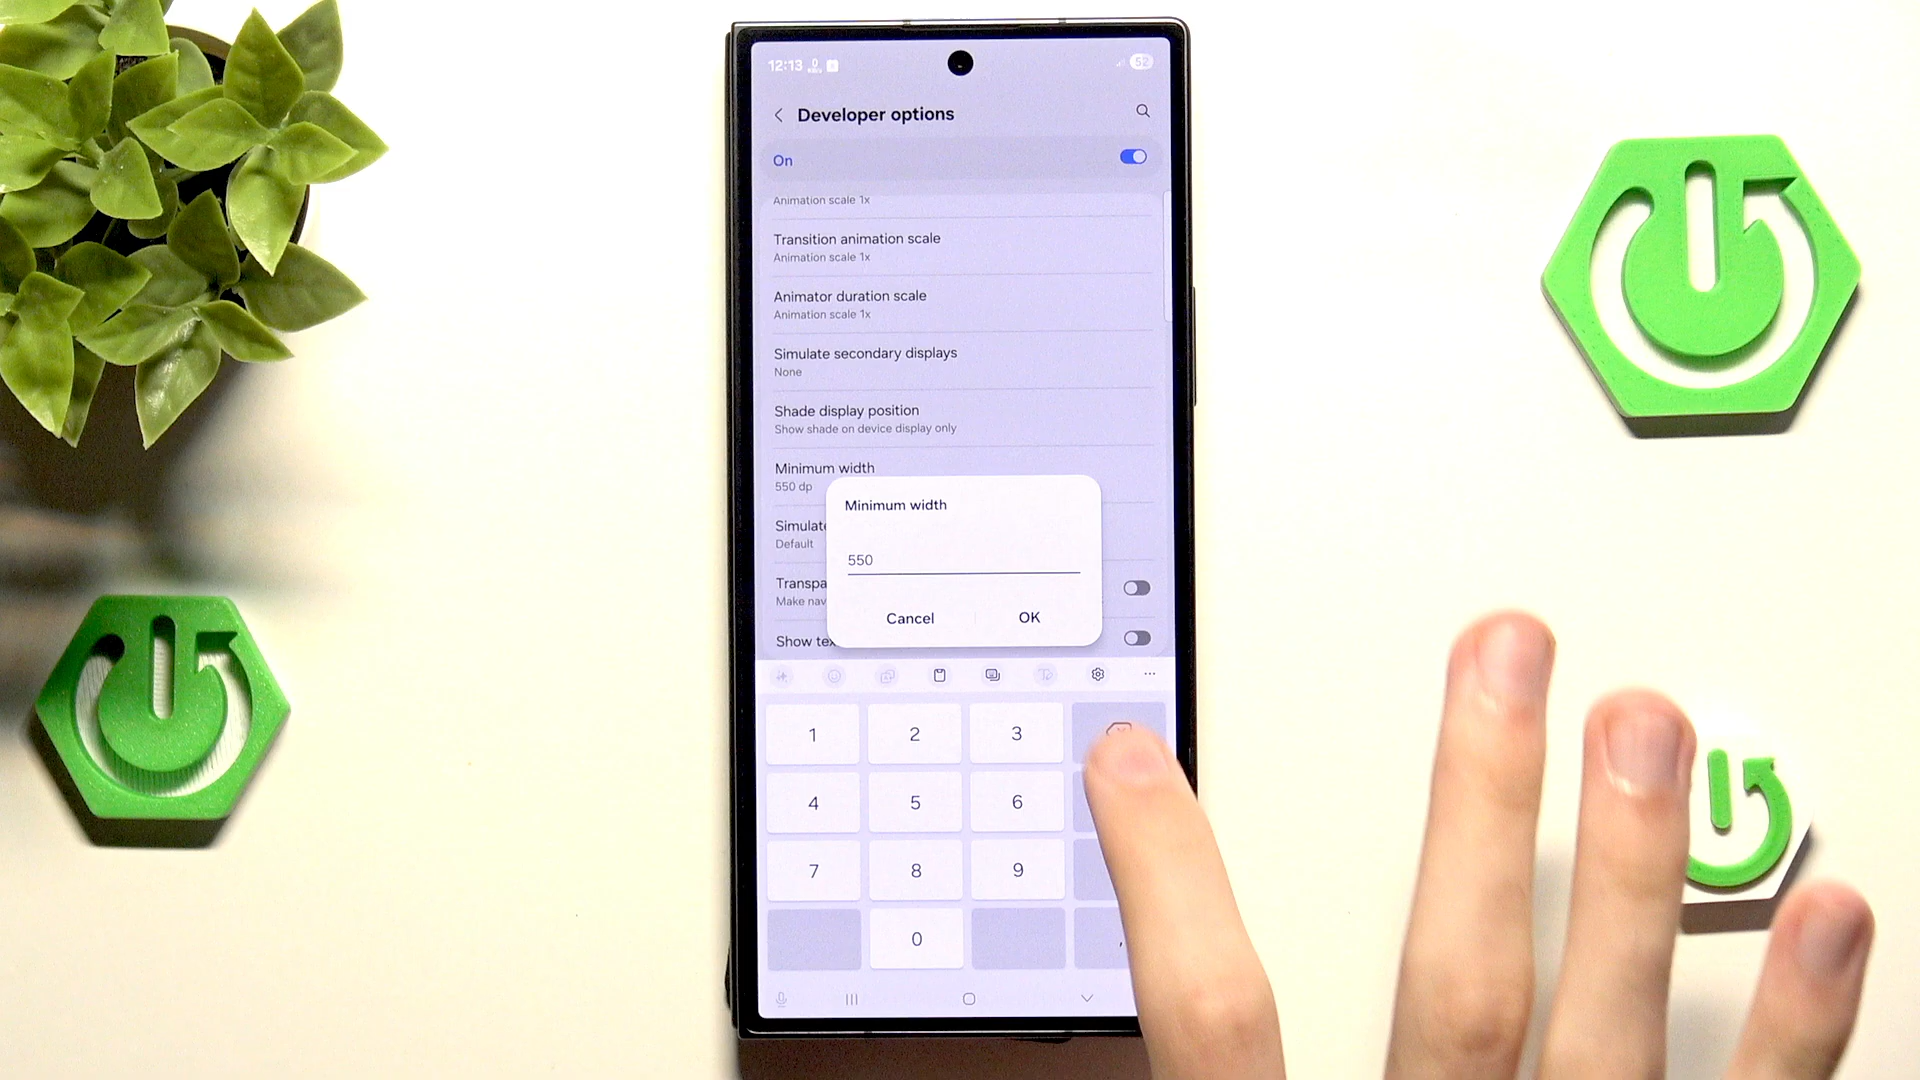 12:13
52
Developer options
On
Animation scale 1x
Transition animation scale
Animation scale 1x
Animator duration scale
Animation scale 1x
Simulate secondary displays
None
Shade display position
Show shade on device display only
Minimum width
550 dp
Minimum width
Simulate
Default
550
Transpa
Make nav
Cancel
OK
Show tex
1
2
3
4
5
6
7
8
9
0
,